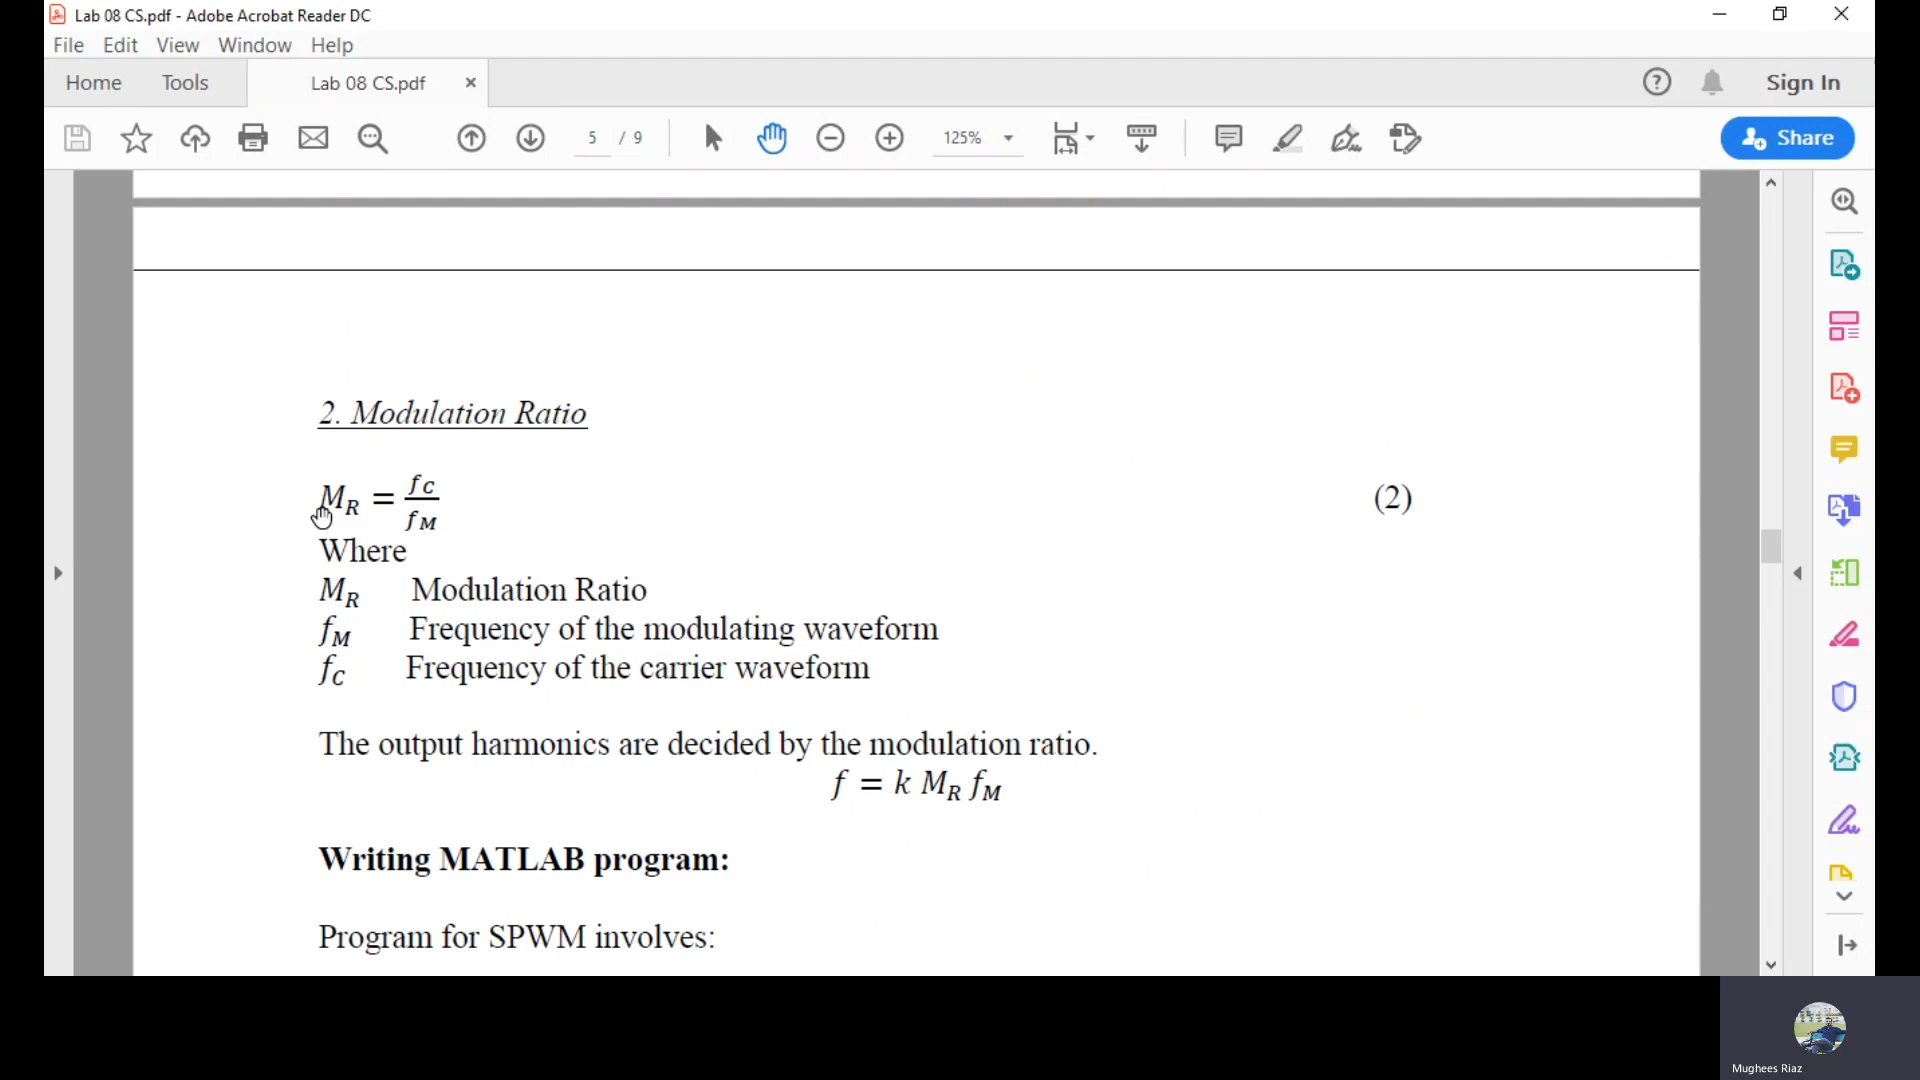 Lab 08 CS.pdf - Adobe Acrobat Reader DC
File Edit View Window Help
Home Tools Lab 08 CS.pdf Sign In
5 / 9 125% Share
2. Modulation Ratio
M_R = f_C / f_M (2)
Where
M_R Modulation Ratio
f_M Frequency of the modulating waveform
f_C Frequency of the carrier waveform
The output harmonics are decided by the modulation ratio.
f = k M_R f_M
Writing MATLAB program:
Program for SPWM involves:
Mughees Riaz